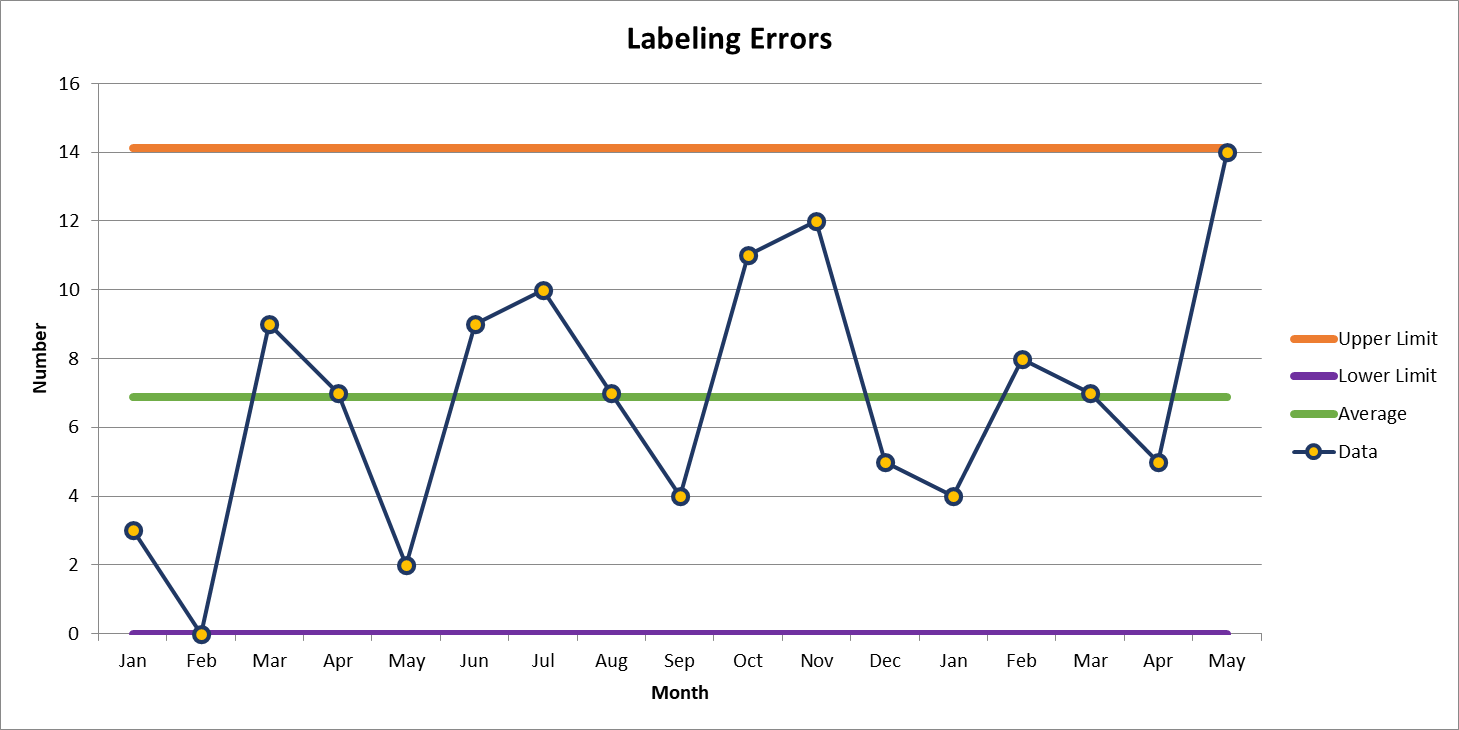 Labeling Errors
16
14
12
10
8
6
4
2
0
Number
Jan Feb Mar Apr May Jun Jul Aug Sep Oct Nov Dec Jan Feb Mar Apr May
Month
Upper Limit
Lower Limit
Average
Data